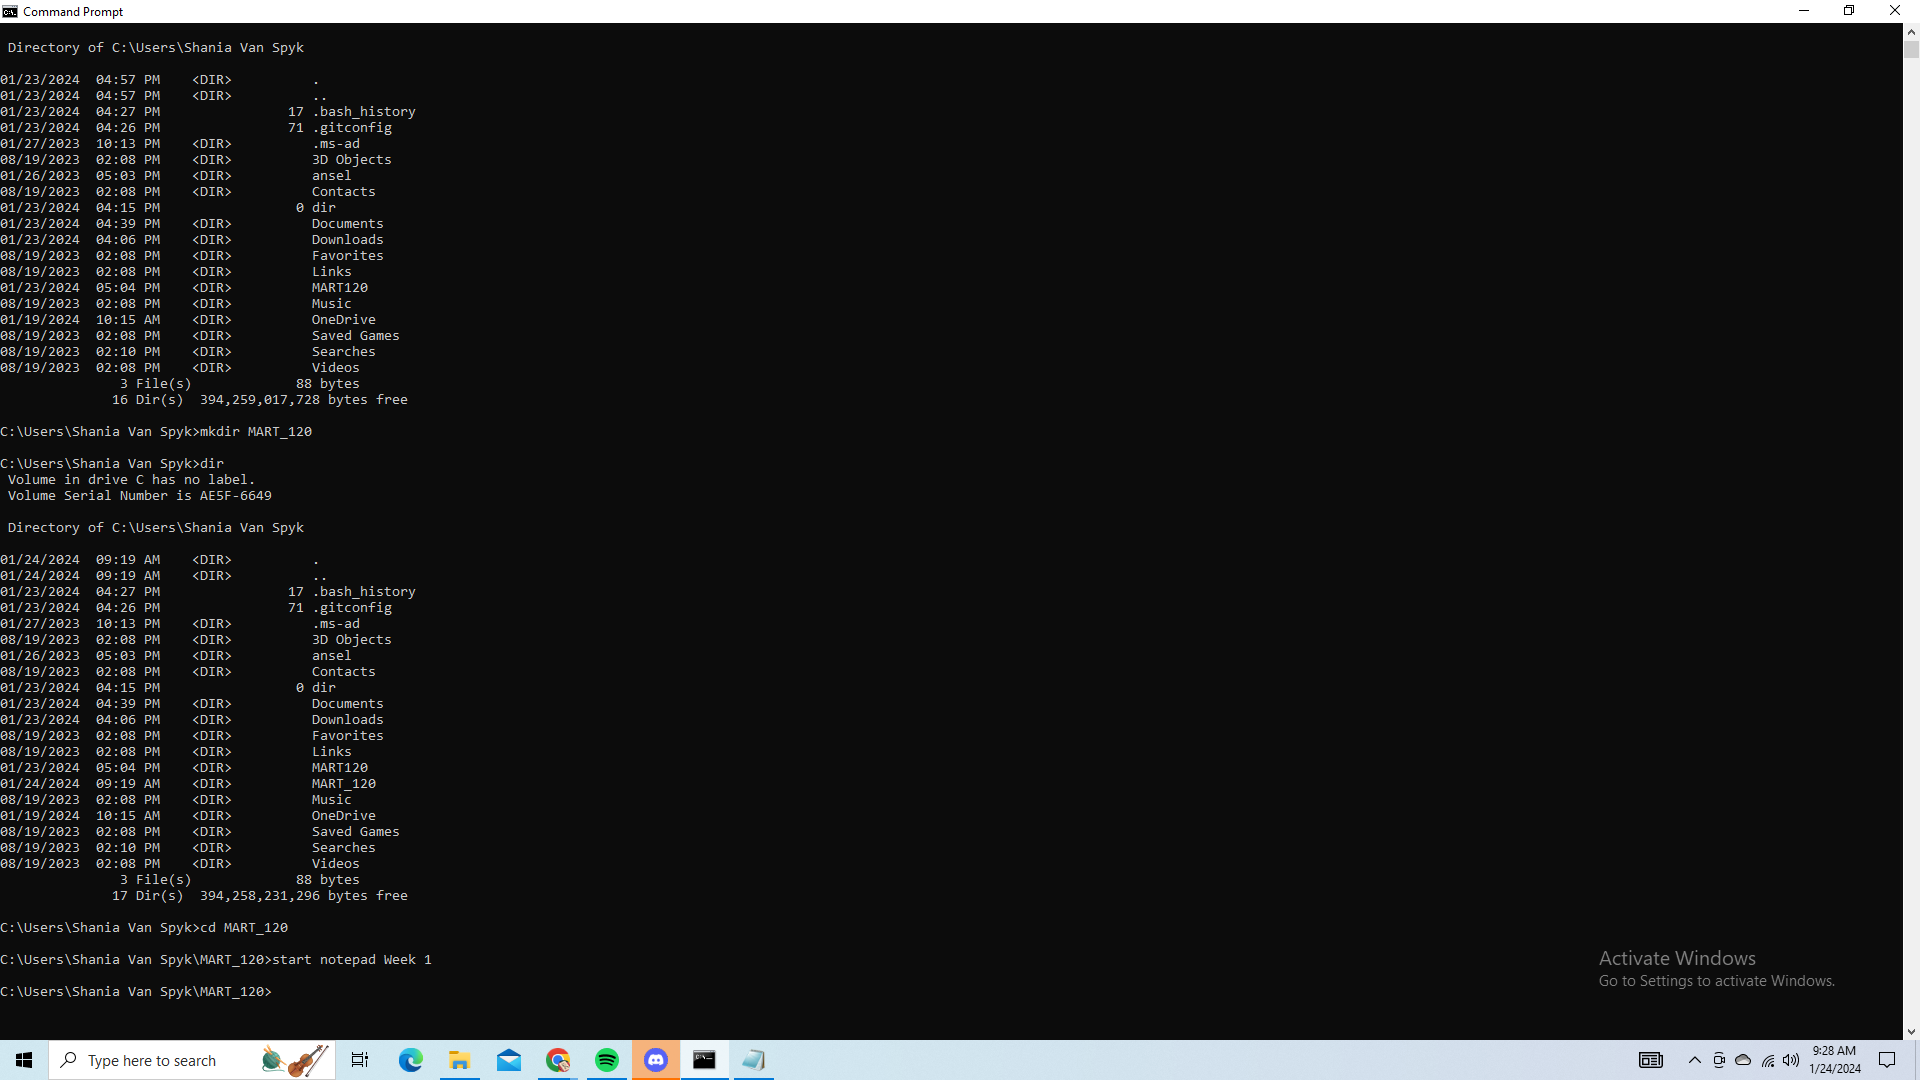 Command Prompt
Directory of C:\Users\Shania Van Spyk
01/23/2024  04:57 PM    <DIR>          .
01/23/2024  04:57 PM    <DIR>          ..
01/23/2024  04:27 PM                17 .bash_history
01/23/2024  04:26 PM                71 .gitconfig
01/27/2023  10:13 PM    <DIR>          .ms-ad
08/19/2023  02:08 PM    <DIR>          3D Objects
01/26/2023  05:03 PM    <DIR>          ansel
08/19/2023  02:08 PM    <DIR>          Contacts
01/23/2024  04:15 PM                 0 dir
01/23/2024  04:39 PM    <DIR>          Documents
01/23/2024  04:06 PM    <DIR>          Downloads
08/19/2023  02:08 PM    <DIR>          Favorites
08/19/2023  02:08 PM    <DIR>          Links
01/23/2024  05:04 PM    <DIR>          MART120
08/19/2023  02:08 PM    <DIR>          Music
01/19/2024  10:15 AM    <DIR>          OneDrive
08/19/2023  02:08 PM    <DIR>          Saved Games
08/19/2023  02:10 PM    <DIR>          Searches
08/19/2023  02:08 PM    <DIR>          Videos
3 File(s)             88 bytes
16 Dir(s)  394,259,017,728 bytes free
C:\Users\Shania Van Spyk>mkdir MART_120
C:\Users\Shania Van Spyk>dir
Volume in drive C has no label.
Volume Serial Number is AE5F-6649
Directory of C:\Users\Shania Van Spyk
01/24/2024  09:19 AM    <DIR>          .
01/24/2024  09:19 AM    <DIR>          ..
01/23/2024  04:27 PM                17 .bash_history
01/23/2024  04:26 PM                71 .gitconfig
01/27/2023  10:13 PM    <DIR>          .ms-ad
08/19/2023  02:08 PM    <DIR>          3D Objects
01/26/2023  05:03 PM    <DIR>          ansel
08/19/2023  02:08 PM    <DIR>          Contacts
01/23/2024  04:15 PM                 0 dir
01/23/2024  04:39 PM    <DIR>          Documents
01/23/2024  04:06 PM    <DIR>          Downloads
08/19/2023  02:08 PM    <DIR>          Favorites
08/19/2023  02:08 PM    <DIR>          Links
01/23/2024  05:04 PM    <DIR>          MART120
01/24/2024  09:19 AM    <DIR>          MART_120
08/19/2023  02:08 PM    <DIR>          Music
01/19/2024  10:15 AM    <DIR>          OneDrive
08/19/2023  02:08 PM    <DIR>          Saved Games
08/19/2023  02:10 PM    <DIR>          Searches
08/19/2023  02:08 PM    <DIR>          Videos
3 File(s)             88 bytes
17 Dir(s)  394,258,231,296 bytes free
C:\Users\Shania Van Spyk>cd MART_120
C:\Users\Shania Van Spyk\MART_120>start notepad Week 1
C:\Users\Shania Van Spyk\MART_120>
Activate Windows
Go to Settings to activate Windows.
Type here to search
9:28 AM
1/24/2024